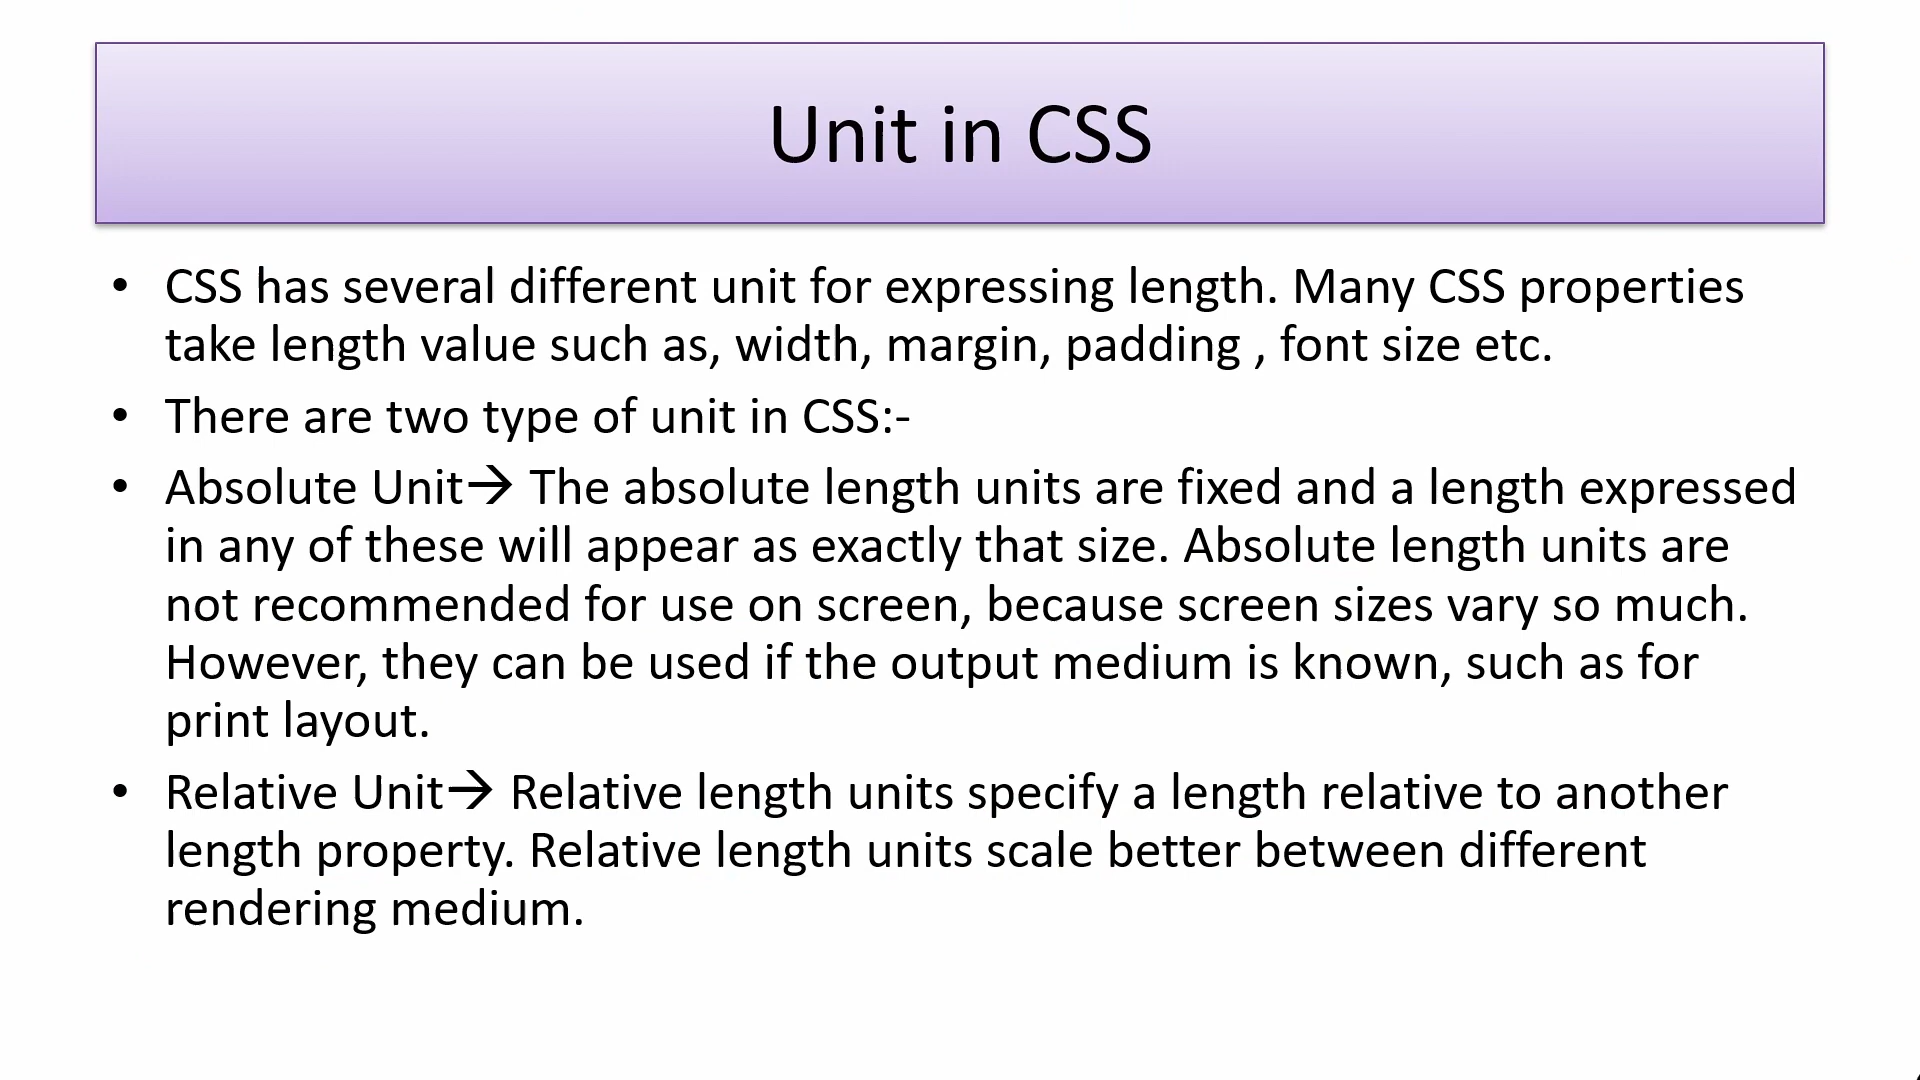 Unit in CSS
• CSS has several different unit for expressing length. Many CSS properties
take length value such as, width, margin, padding , font size etc.
• There are two type of unit in CSS:-
• Absolute Unit→ The absolute length units are fixed and a length expressed
in any of these will appear as exactly that size. Absolute length units are
not recommended for use on screen, because screen sizes vary so much.
However, they can be used if the output medium is known, such as for
print layout.
• Relative Unit→ Relative length units specify a length relative to another
length property. Relative length units scale better between different
rendering medium.